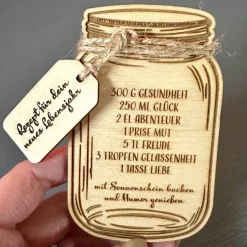 Rezept für dein
neues Lebensjahr
300 G GESUNDHEIT
250 ML GLÜCK
2 EL ABENTEUER
1 PRISE MUT
5 TL FREUDE
3 TROPFEN GELASSENHEIT
1 TASSE LIEBE
mit Sonnenschein backen
und Humor genießen